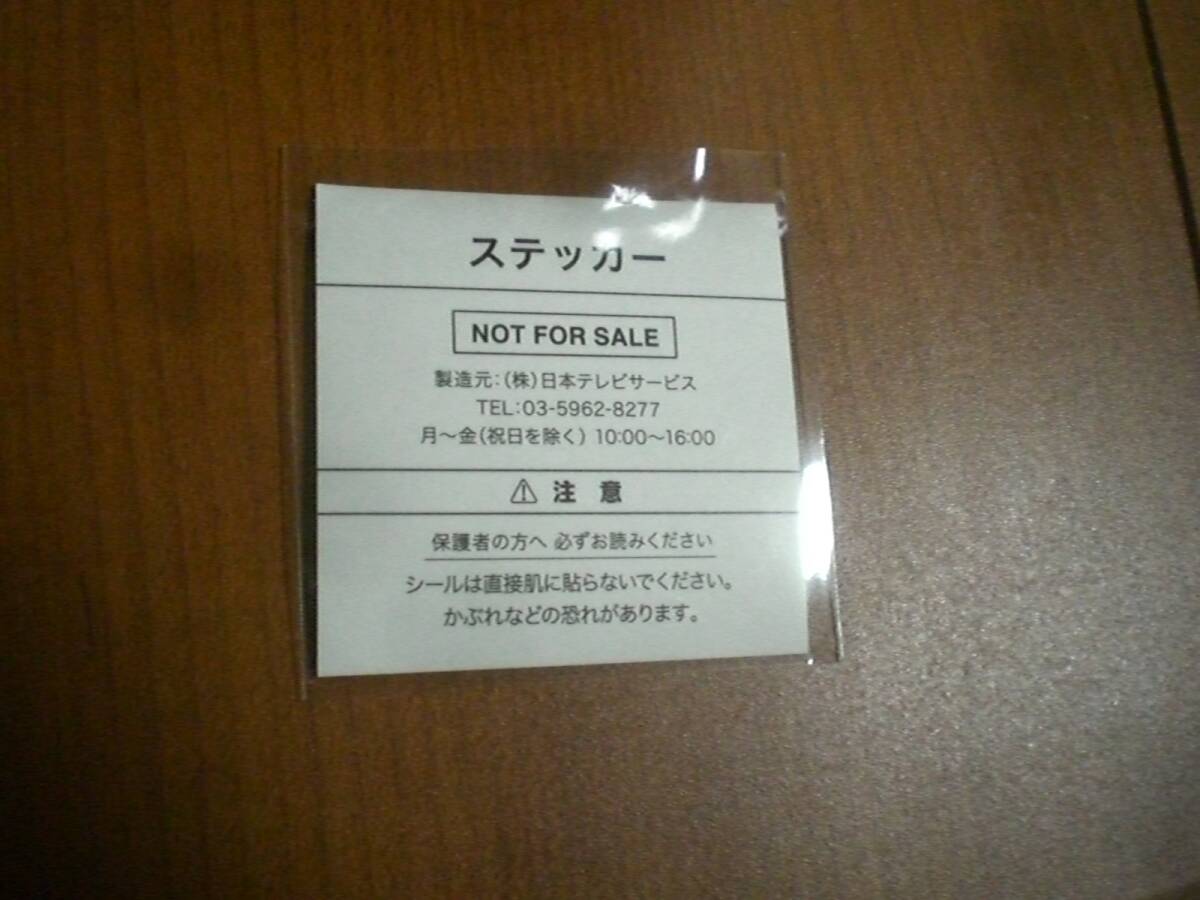 ステッカー
NOT FOR SALE
製造元:(株)日本テレビサービス
TEL:03-5962-8277
月〜金(祝日を除く) 10:00〜16:00
⚠ 注 意
保護者の方へ 必ずお読みください
シールは直接肌に貼らないでください。
かぶれなどの恐れがあります。